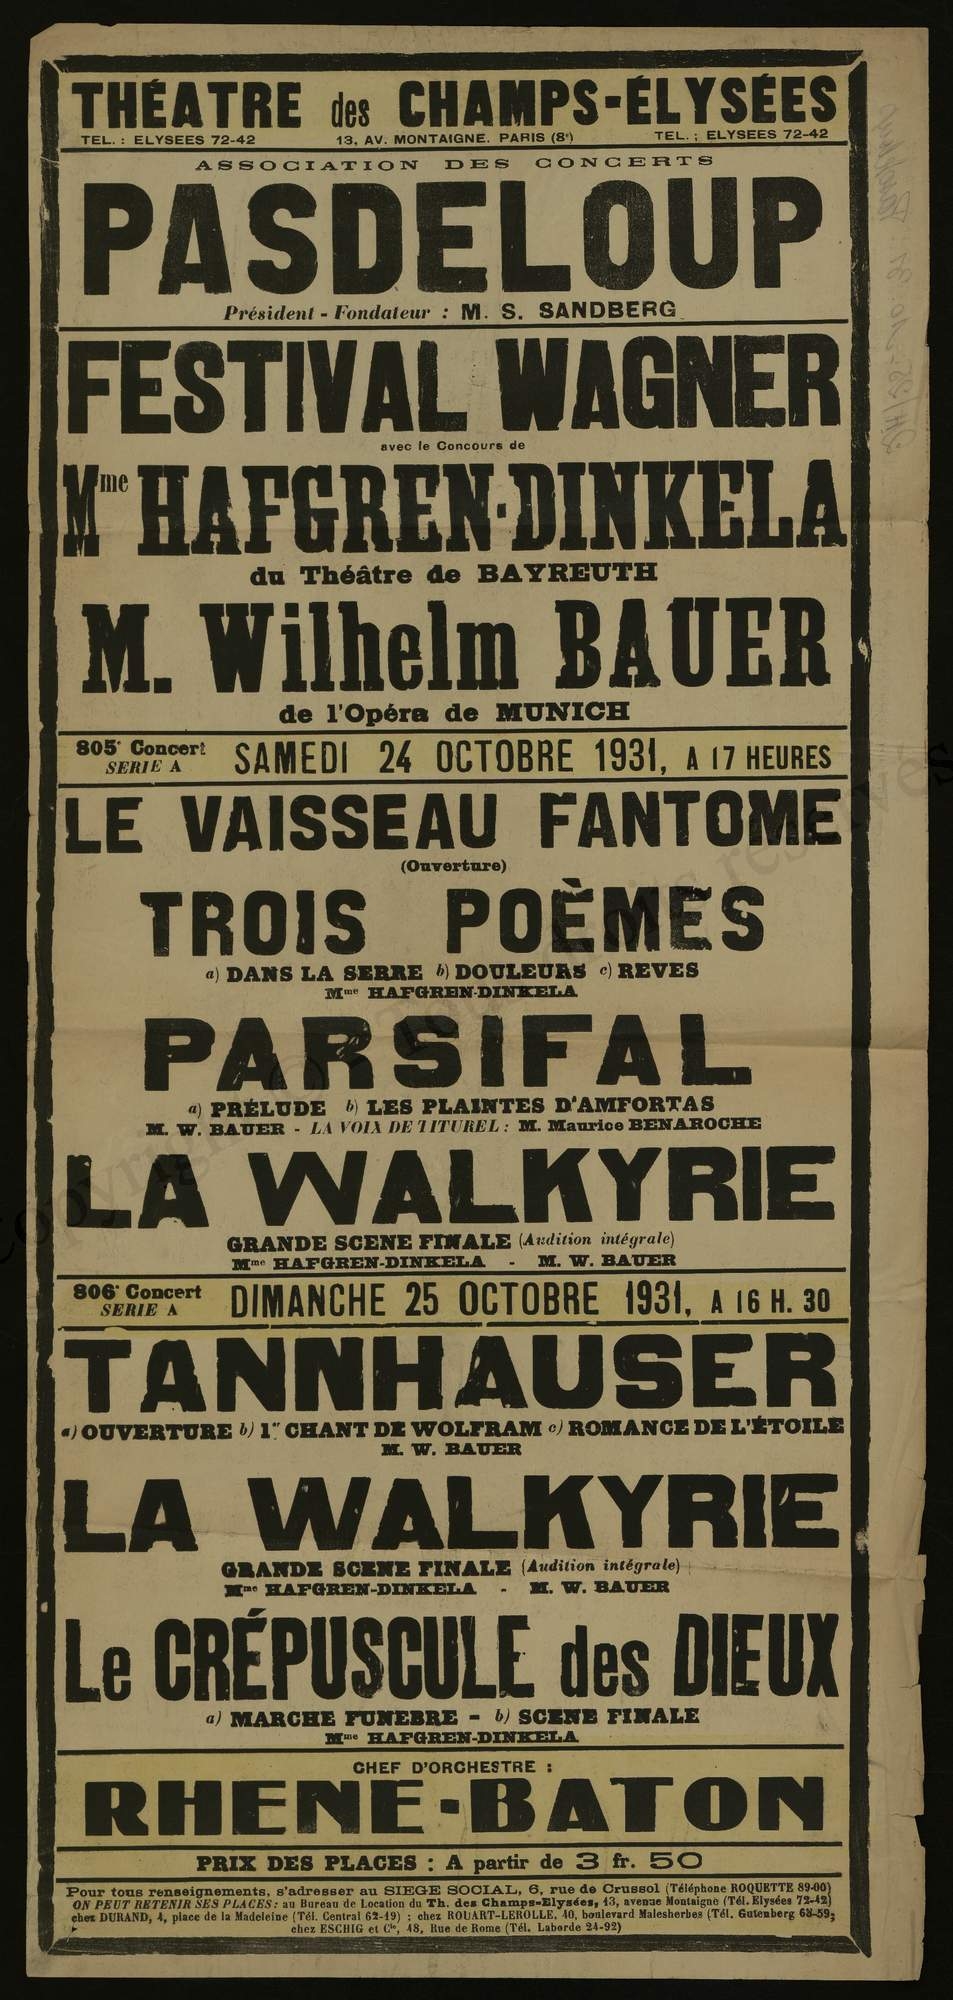 THÉATRE des CHAMPS-ÉLYSÉES
TEL. : ELYSEES 72-42 13, AV. MONTAIGNE. PARIS (8e) TEL. ; ELYSEES 72-42
ASSOCIATION DES CONCERTS
PASDELOUP
Président - Fondateur : M. S. SANDBERG
FESTIVAL WAGNER
avec le Concours de
Mme HAFGREN-DINKELA
du Théâtre de BAYREUTH
M. Wilhelm BAUER
de l'Opéra de MUNICH
805e Concert SAMEDI 24 OCTOBRE 1931, A 17 HEURES
SERIE A
LE VAISSEAU FANTOME
(Ouverture)
TROIS POÈMES
a) DANS LA SERRE b) DOULEURS c) REVES
Mme HAFGREN-DINKELA
PARSIFAL
a) PRÉLUDE b) LES PLAINTES D'AMFORTAS
M. W. BAUER - LA VOIX DE TITUREL : M. Maurice BENAROCHE
LA WALKYRIE
GRANDE SCENE FINALE (Audition intégrale)
Mme HAFGREN-DINKELA - M. W. BAUER
806e Concert DIMANCHE 25 OCTOBRE 1931, A 16 H. 30
SERIE A
TANNHAUSER
a) OUVERTURE b) 1er CHANT DE WOLFRAM c) ROMANCE DE L'ÉTOILE
M. W. BAUER
LA WALKYRIE
GRANDE SCENE FINALE (Audition intégrale)
Mme HAFGREN-DINKELA - M. W. BAUER
Le CRÉPUSCULE des DIEUX
a) MARCHE FUNEBRE - b) SCENE FINALE
Mme HAFGREN-DINKELA
CHEF D'ORCHESTRE :
RHENE-BATON
PRIX DES PLACES : A partir de 3 fr. 50
Pour tous renseignements, s'adresser au SIEGE SOCIAL, 6, rue de Crussol (Téléphone ROQUETTE 89-00)
ON PEUT RETENIR SES PLACES : au Bureau de Location du Th. des Champs-Elysées, 13, avenue Montaigne (Tél. Elysées 72-42)
chez DURAND, 4, place de la Madeleine (Tél. Central 62-19) ; chez ROUART-LEROLLE, 40, boulevard Malesherbes (Tél. Gutenberg 68-59;
chez ESCHIG et Cie, 48, Rue de Rome (Tél. Laborde 24-92)
copyright © - Tous droits réservés